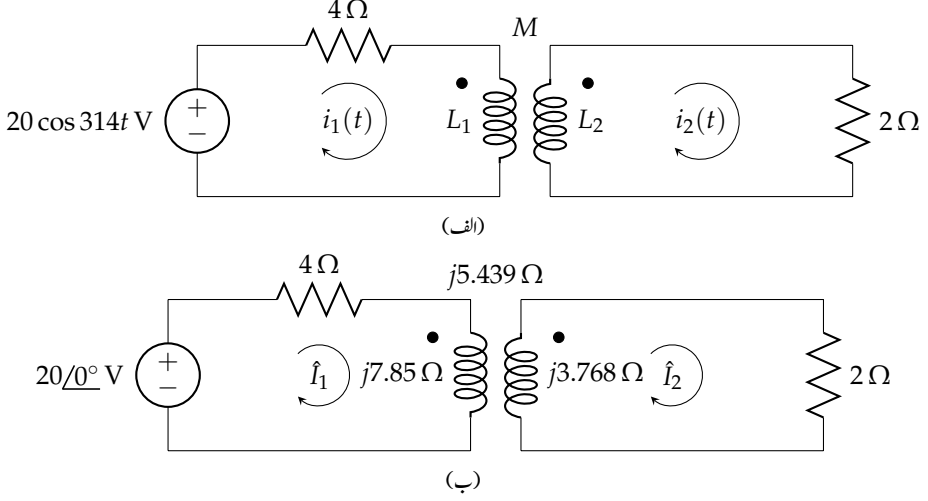 4 Ω
M
20 cos 314t V
+
−
i₁(t)
L₁
L₂
i₂(t)
2 Ω
(الف)
j5.439 Ω
4 Ω
20/0° V
+
−
Î₁
j7.85 Ω
j3.768 Ω
Î₂
2 Ω
(ب)